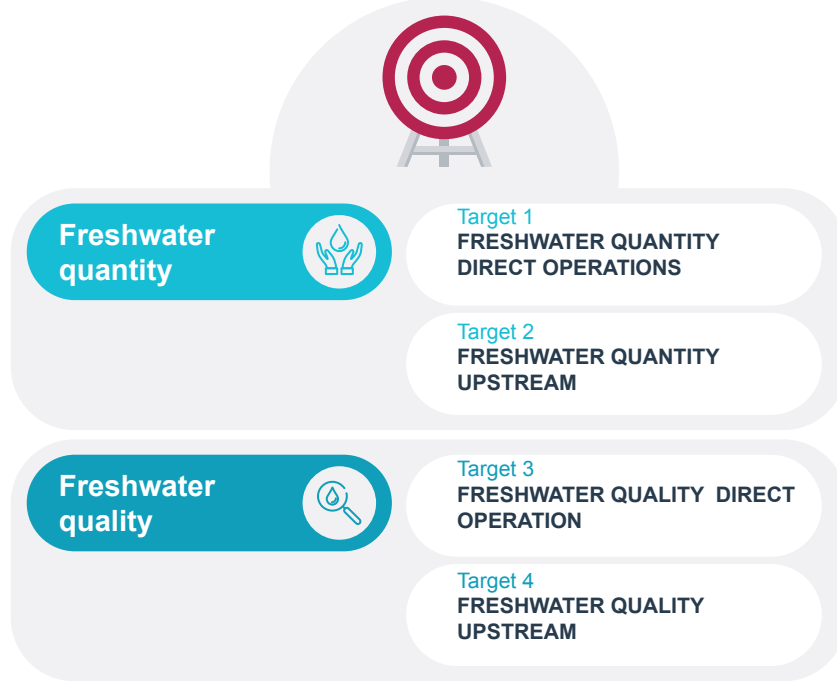 Freshwater
quantity
Target 1
FRESHWATER QUANTITY
DIRECT OPERATIONS
Target 2
FRESHWATER QUANTITY
UPSTREAM
Freshwater
quality
Target 3
FRESHWATER QUALITY  DIRECT
OPERATION
Target 4
FRESHWATER QUALITY
UPSTREAM